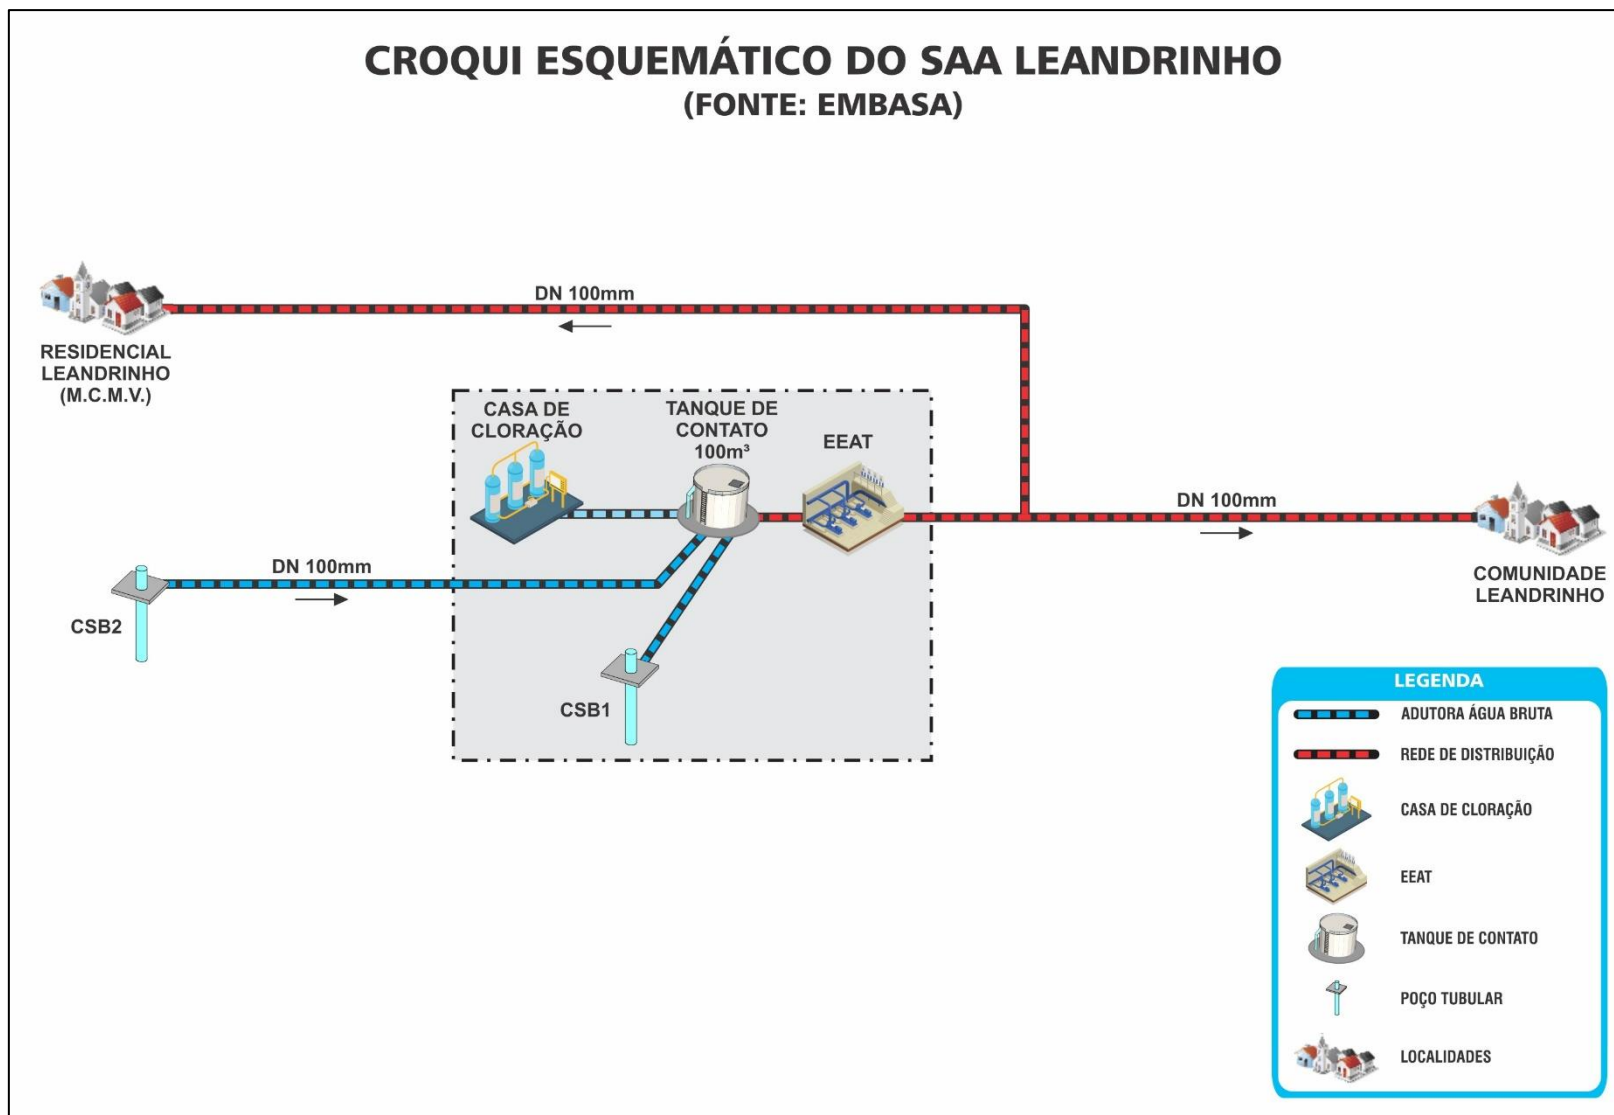 CROQUI ESQUEMÁTICO DO SAA LEANDRINHO
(FONTE: EMBASA)
DN 100mm
RESIDENCIAL
LEANDRINHO
(M.C.M.V.)
CASA DE
CLORAÇÃO
TANQUE DE
CONTATO
100m³
EEAT
DN 100mm
COMUNIDADE
LEANDRINHO
DN 100mm
CSB2
CSB1
LEGENDA
ADUTORA ÁGUA BRUTA
REDE DE DISTRIBUIÇÃO
CASA DE CLORAÇÃO
EEAT
TANQUE DE CONTATO
POÇO TUBULAR
LOCALIDADES